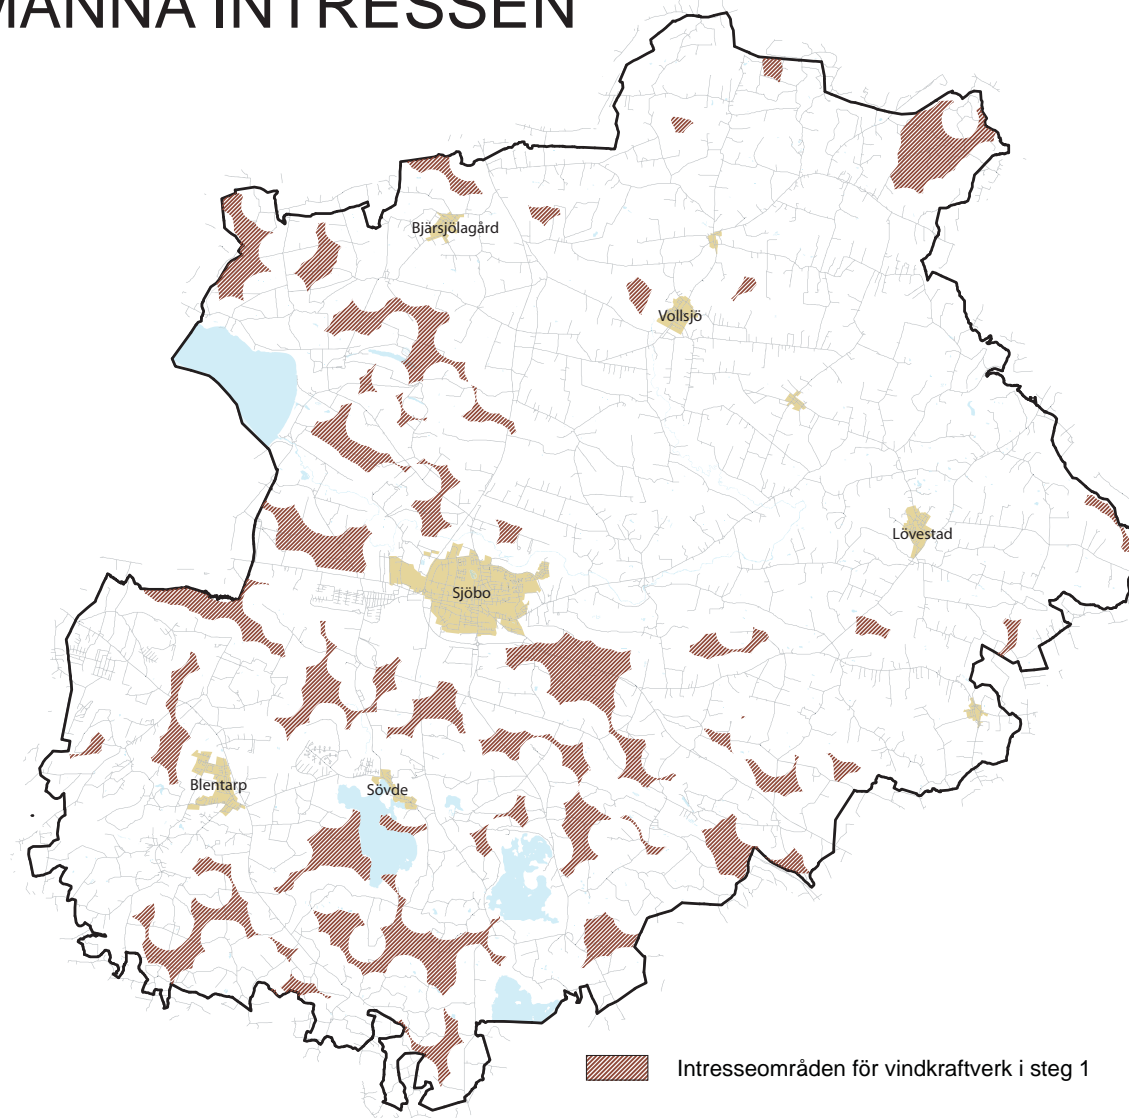 MANNA INTRESSEN
Bjärsjölagård
Vollsjö
Lövestad
Sjöbo
Blentarp
Sövde
Intresseområden för vindkraftverk i steg 1